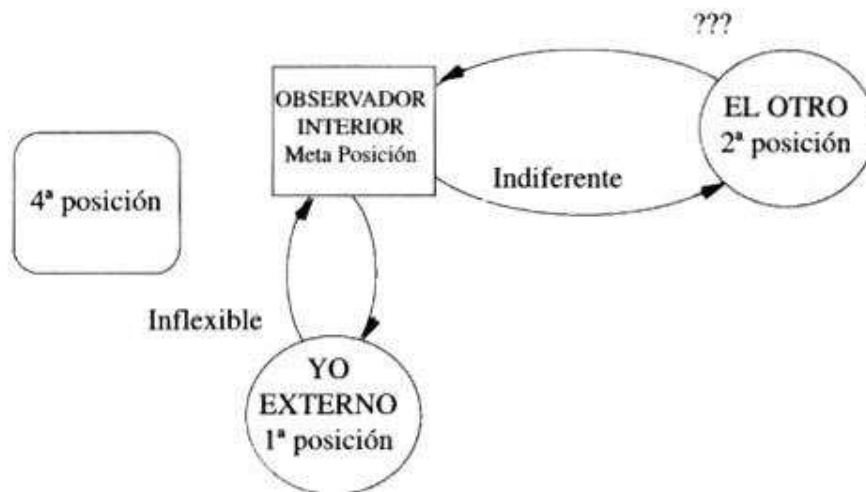 ???
OBSERVADOR
INTERIOR
Meta Posición
EL OTRO
2ª posición
4ª posición
Indiferente
Inflexible
YO
EXTERNO
1ª posición